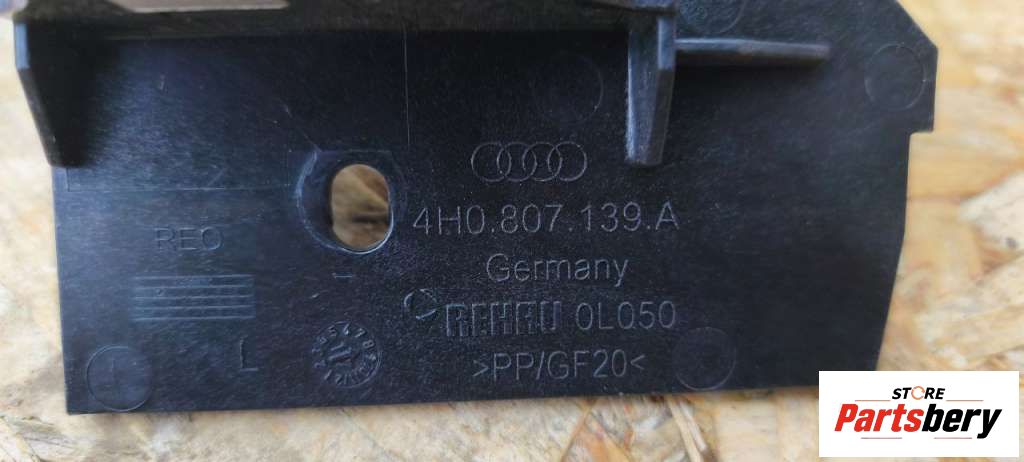 4H0.807.139.A
REO
Germany
REHAU 0L050
L
>PP/GF20<
STORE
Partsbery